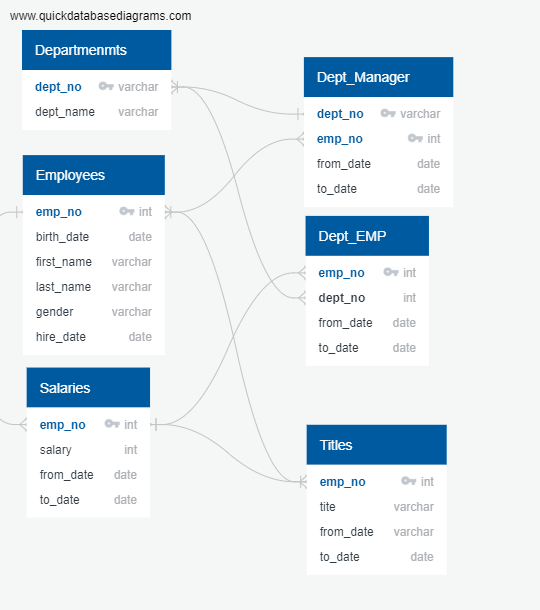 www.quickdatabasediagrams.com
Departmenmts
dept_no varchar
dept_name varchar
Employees
emp_no int
birth_date date
first_name varchar
last_name varchar
gender varchar
hire_date date
Salaries
emp_no int
salary int
from_date date
to_date date
Dept_Manager
dept_no varchar
emp_no int
from_date date
to_date date
Dept_EMP
emp_no int
dept_no int
from_date date
to_date date
Titles
emp_no int
tite varchar
from_date varchar
to_date date